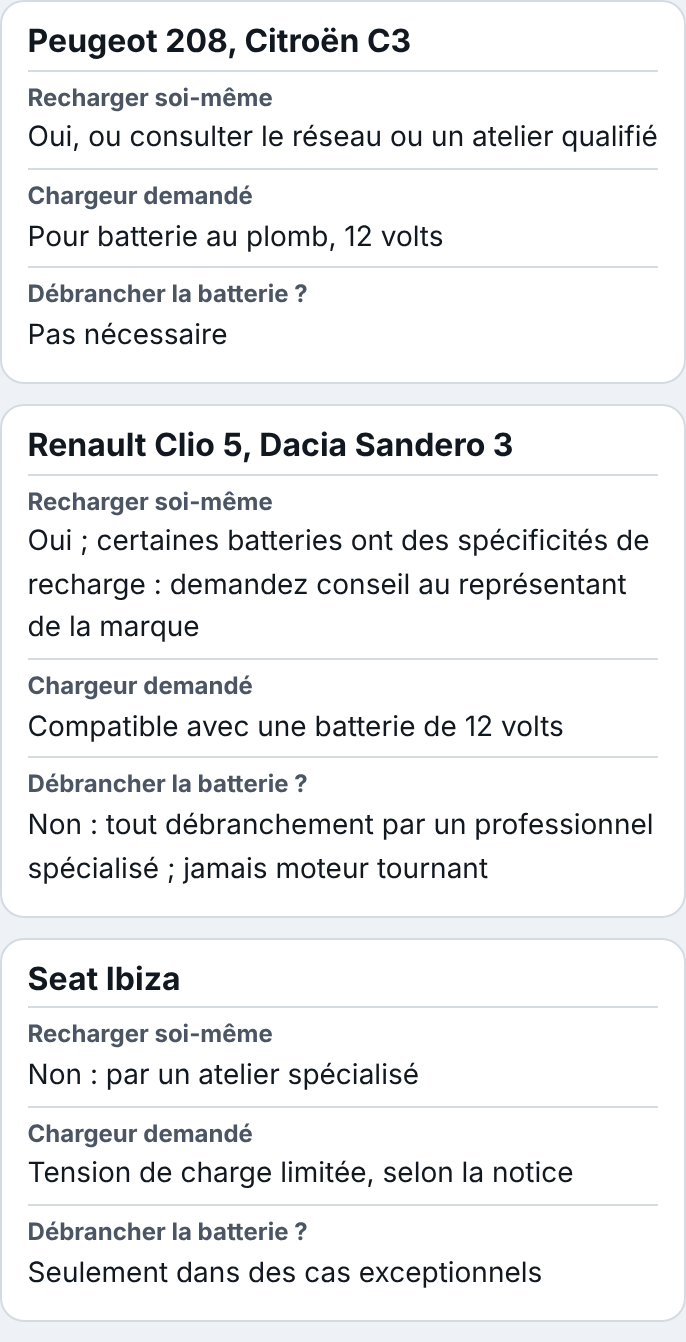 Peugeot 208, Citroën C3
Recharger soi-même
Oui, ou consulter le réseau ou un atelier qualifié
Chargeur demandé
Pour batterie au plomb, 12 volts
Débrancher la batterie ?
Pas nécessaire
Renault Clio 5, Dacia Sandero 3
Recharger soi-même
Oui ; certaines batteries ont des spécificités de
recharge : demandez conseil au représentant
de la marque
Chargeur demandé
Compatible avec une batterie de 12 volts
Débrancher la batterie ?
Non : tout débranchement par un professionnel
spécialisé ; jamais moteur tournant
Seat Ibiza
Recharger soi-même
Non : par un atelier spécialisé
Chargeur demandé
Tension de charge limitée, selon la notice
Débrancher la batterie ?
Seulement dans des cas exceptionnels